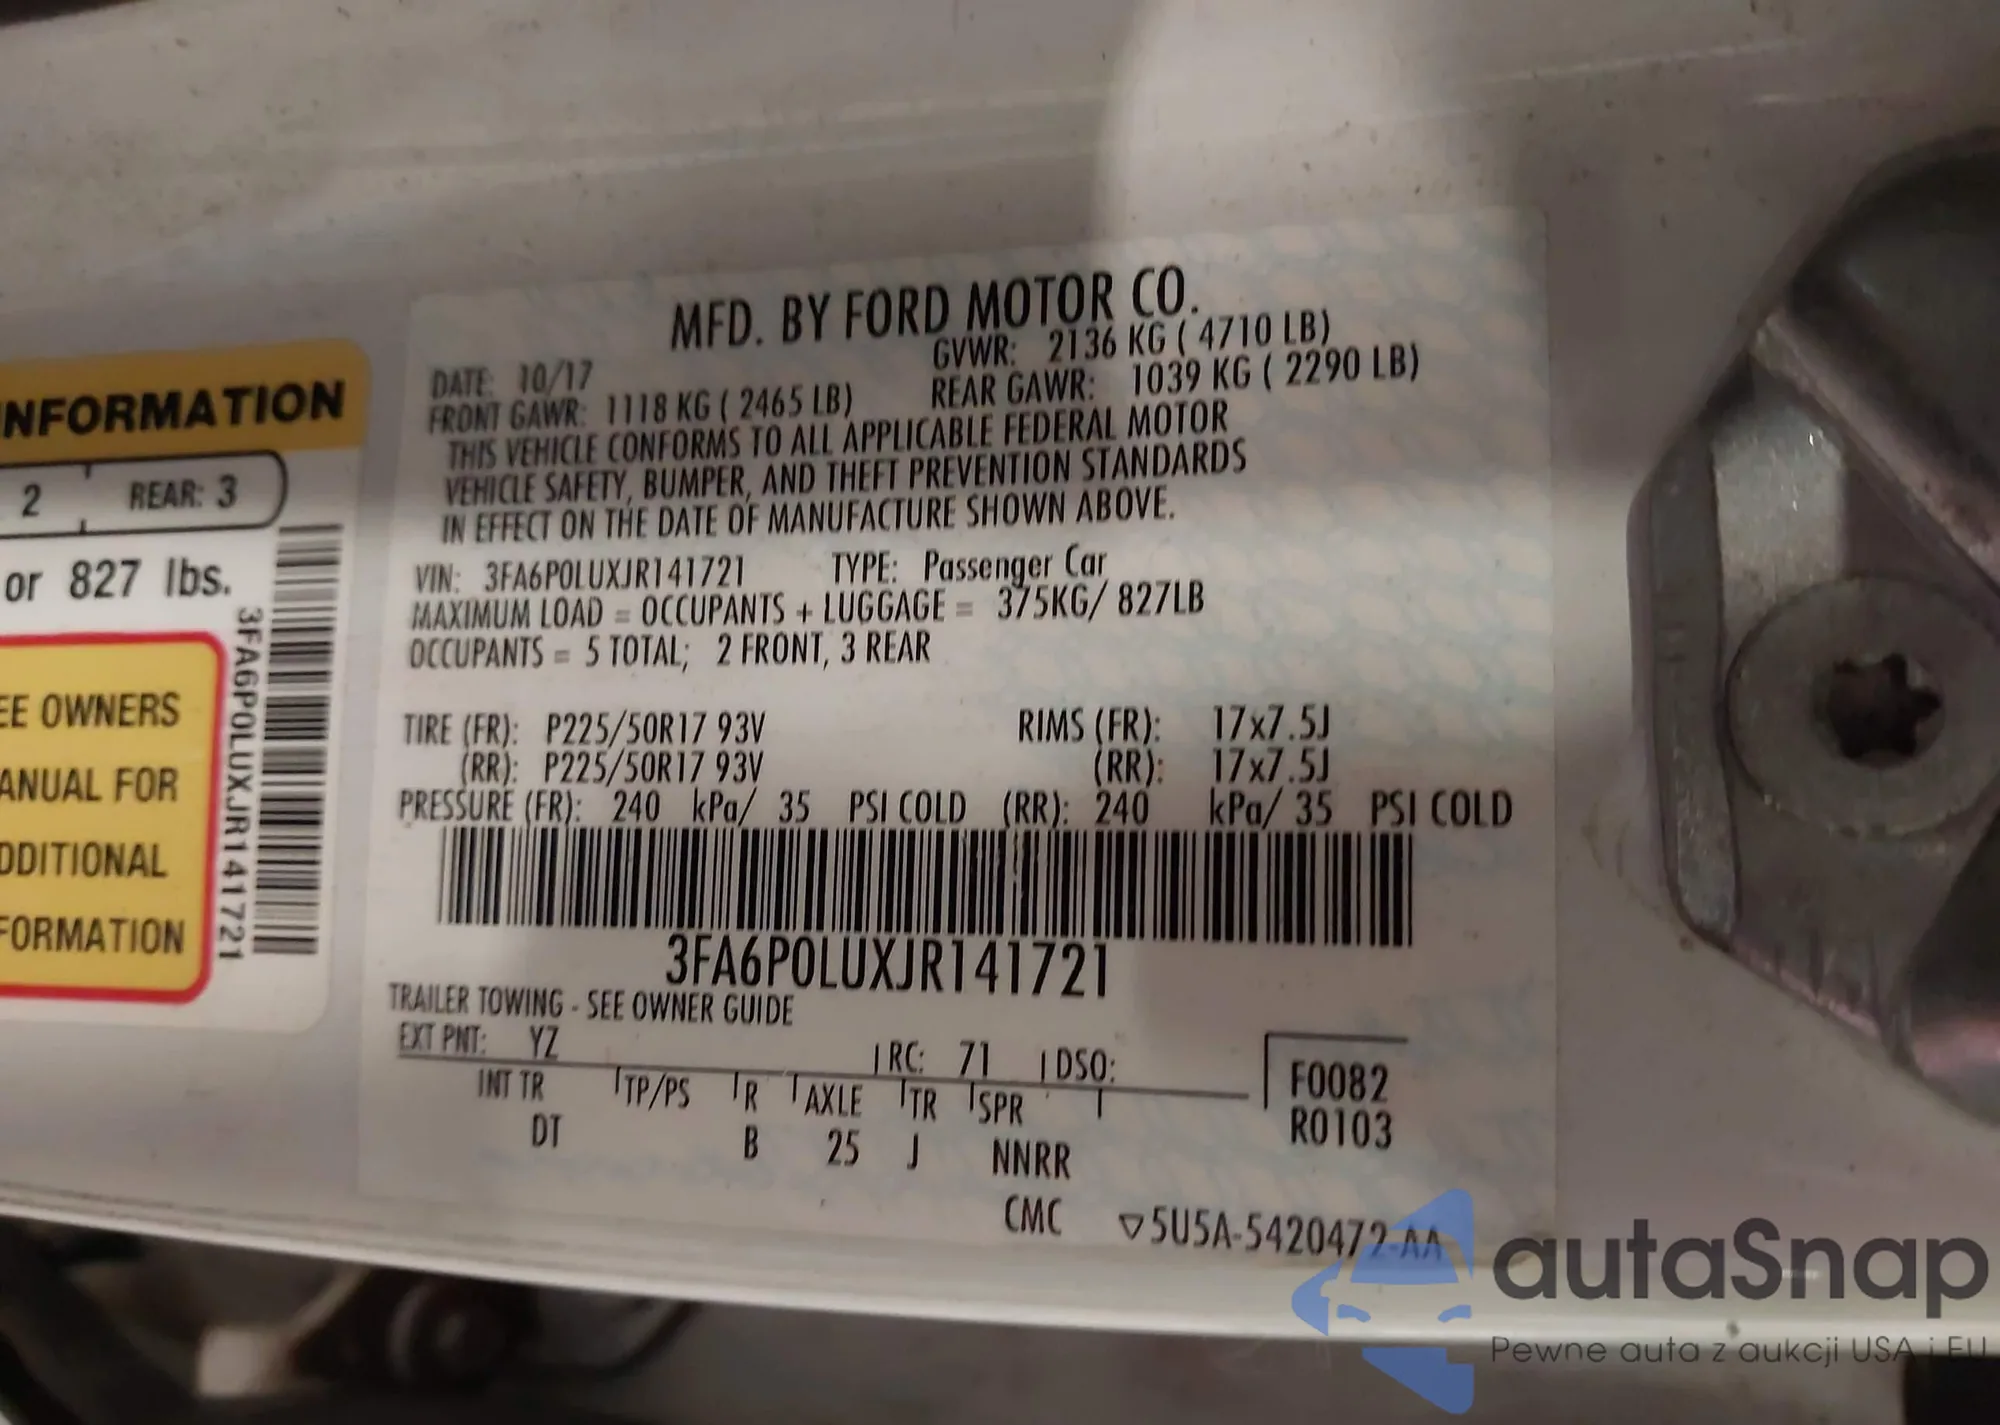 MFD. BY FORD MOTOR CO.
DATE: 10/17 GVWR: 2136 KG ( 4710 LB)
FRONT GAWR: 1118 KG ( 2465 LB) REAR GAWR: 1039 KG ( 2290 LB)
THIS VEHICLE CONFORMS TO ALL APPLICABLE FEDERAL MOTOR
VEHICLE SAFETY, BUMPER, AND THEFT PREVENTION STANDARDS
IN EFFECT ON THE DATE OF MANUFACTURE SHOWN ABOVE.
VIN: 3FA6P0LUXJR141721 TYPE: Passenger Car
MAXIMUM LOAD = OCCUPANTS + LUGGAGE = 375KG/ 827LB
OCCUPANTS = 5 TOTAL; 2 FRONT, 3 REAR
TIRE (FR): P225/50R17 93V RIMS (FR): 17x7.5J
(RR): P225/50R17 93V (RR): 17x7.5J
PRESSURE (FR): 240 kPa/ 35 PSI COLD (RR): 240 kPa/ 35 PSI COLD
3FA6P0LUXJR141721
TRAILER TOWING - SEE OWNER GUIDE
EXT PNT: YZ RC: 71 DSO:
INT TR TP/PS R AXLE TR SPR
DT B 25 J NNRR
F0082
R0103
CMC ▽5U5A-5420472-AA
NFORMATION
2 REAR: 3
or 827 lbs.
EE OWNERS
ANUAL FOR
DDITIONAL
FORMATION
3FA6P0LUXJR141721
autaSnap
Pewne auta z aukcji USA i EU